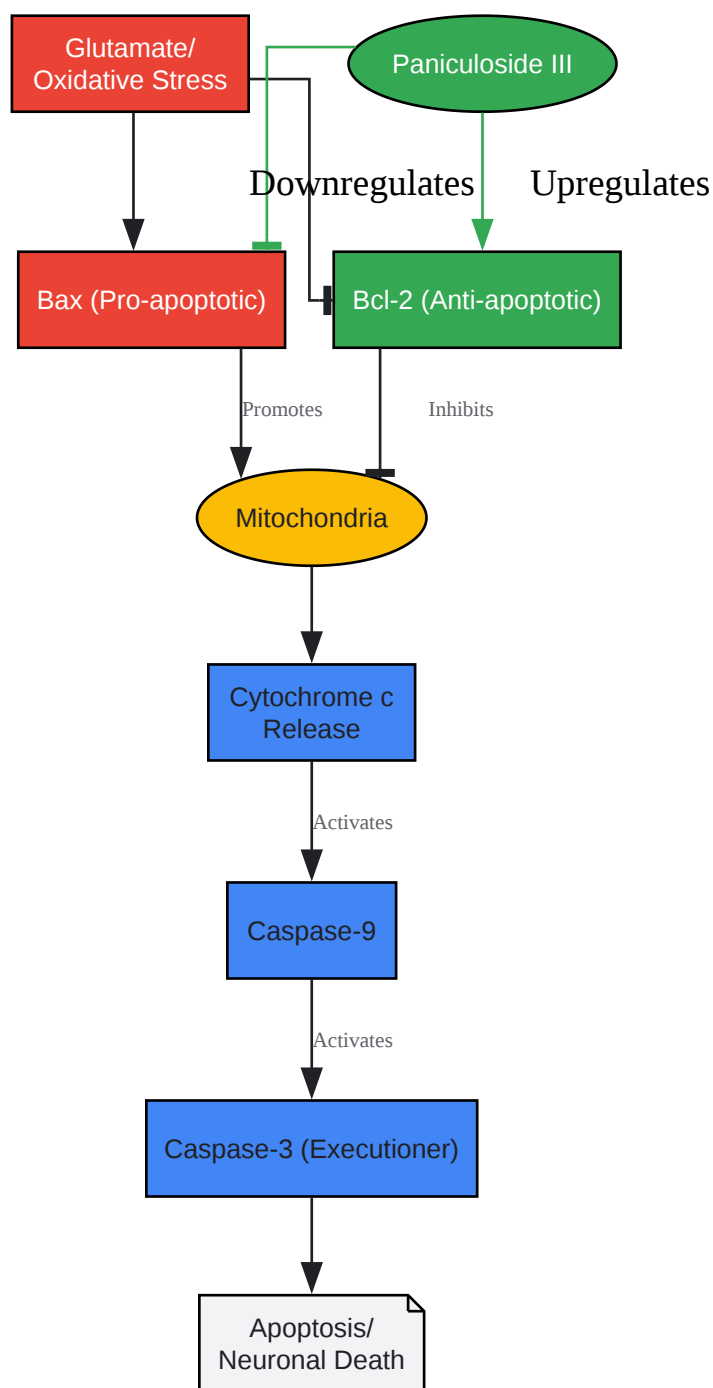 Glutamate/
Oxidative Stress
Paniculoside III
Downregulates
Upregulates
Bax (Pro-apoptotic)
Bcl-2 (Anti-apoptotic)
Promotes
Inhibits
Mitochondria
Cytochrome c
Release
Activates
Caspase-9
Activates
Caspase-3 (Executioner)
Apoptosis/
Neuronal Death